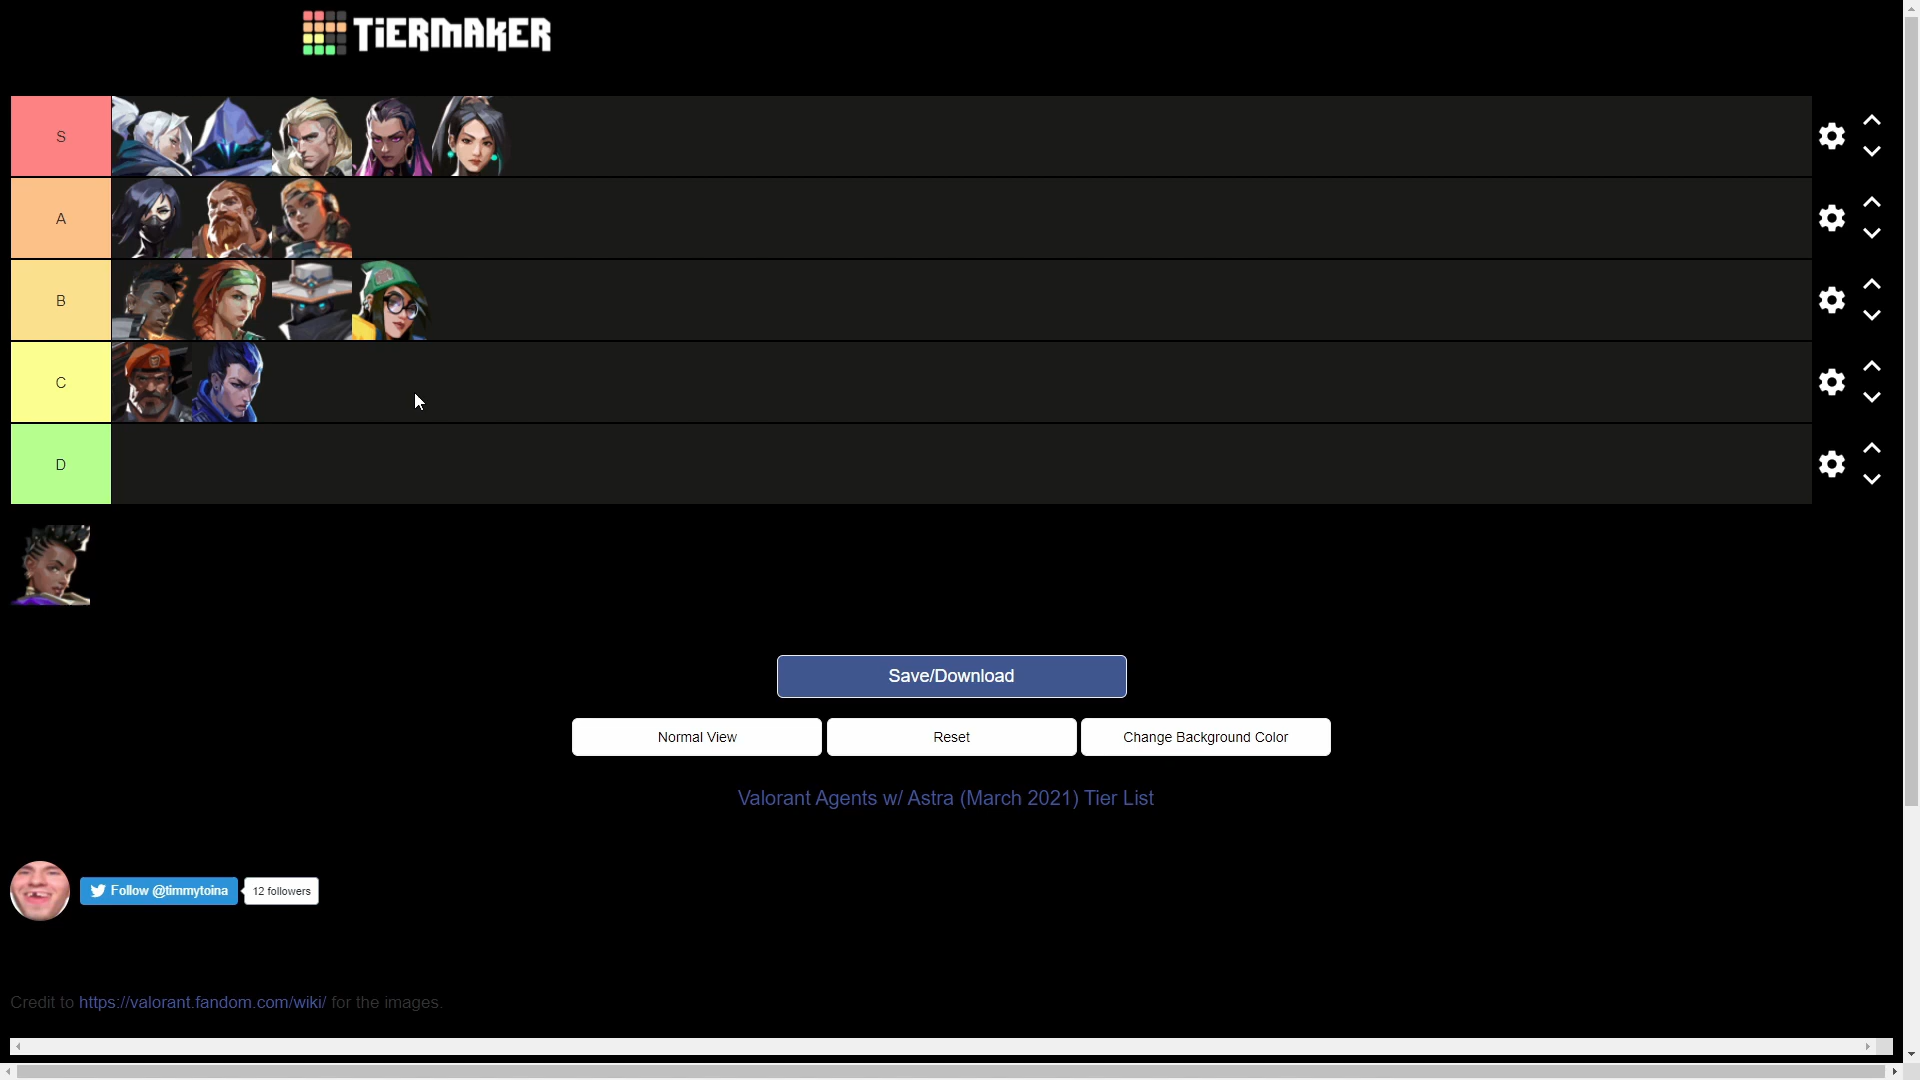 TiERMAKER
S
A
B
C
D
Save/Download
Normal View
Reset
Change Background Color
Valorant Agents w/ Astra (March 2021) Tier List
Follow @timmytoina
12 followers
Credit to https://valorant.fandom.com/wiki/ for the images.